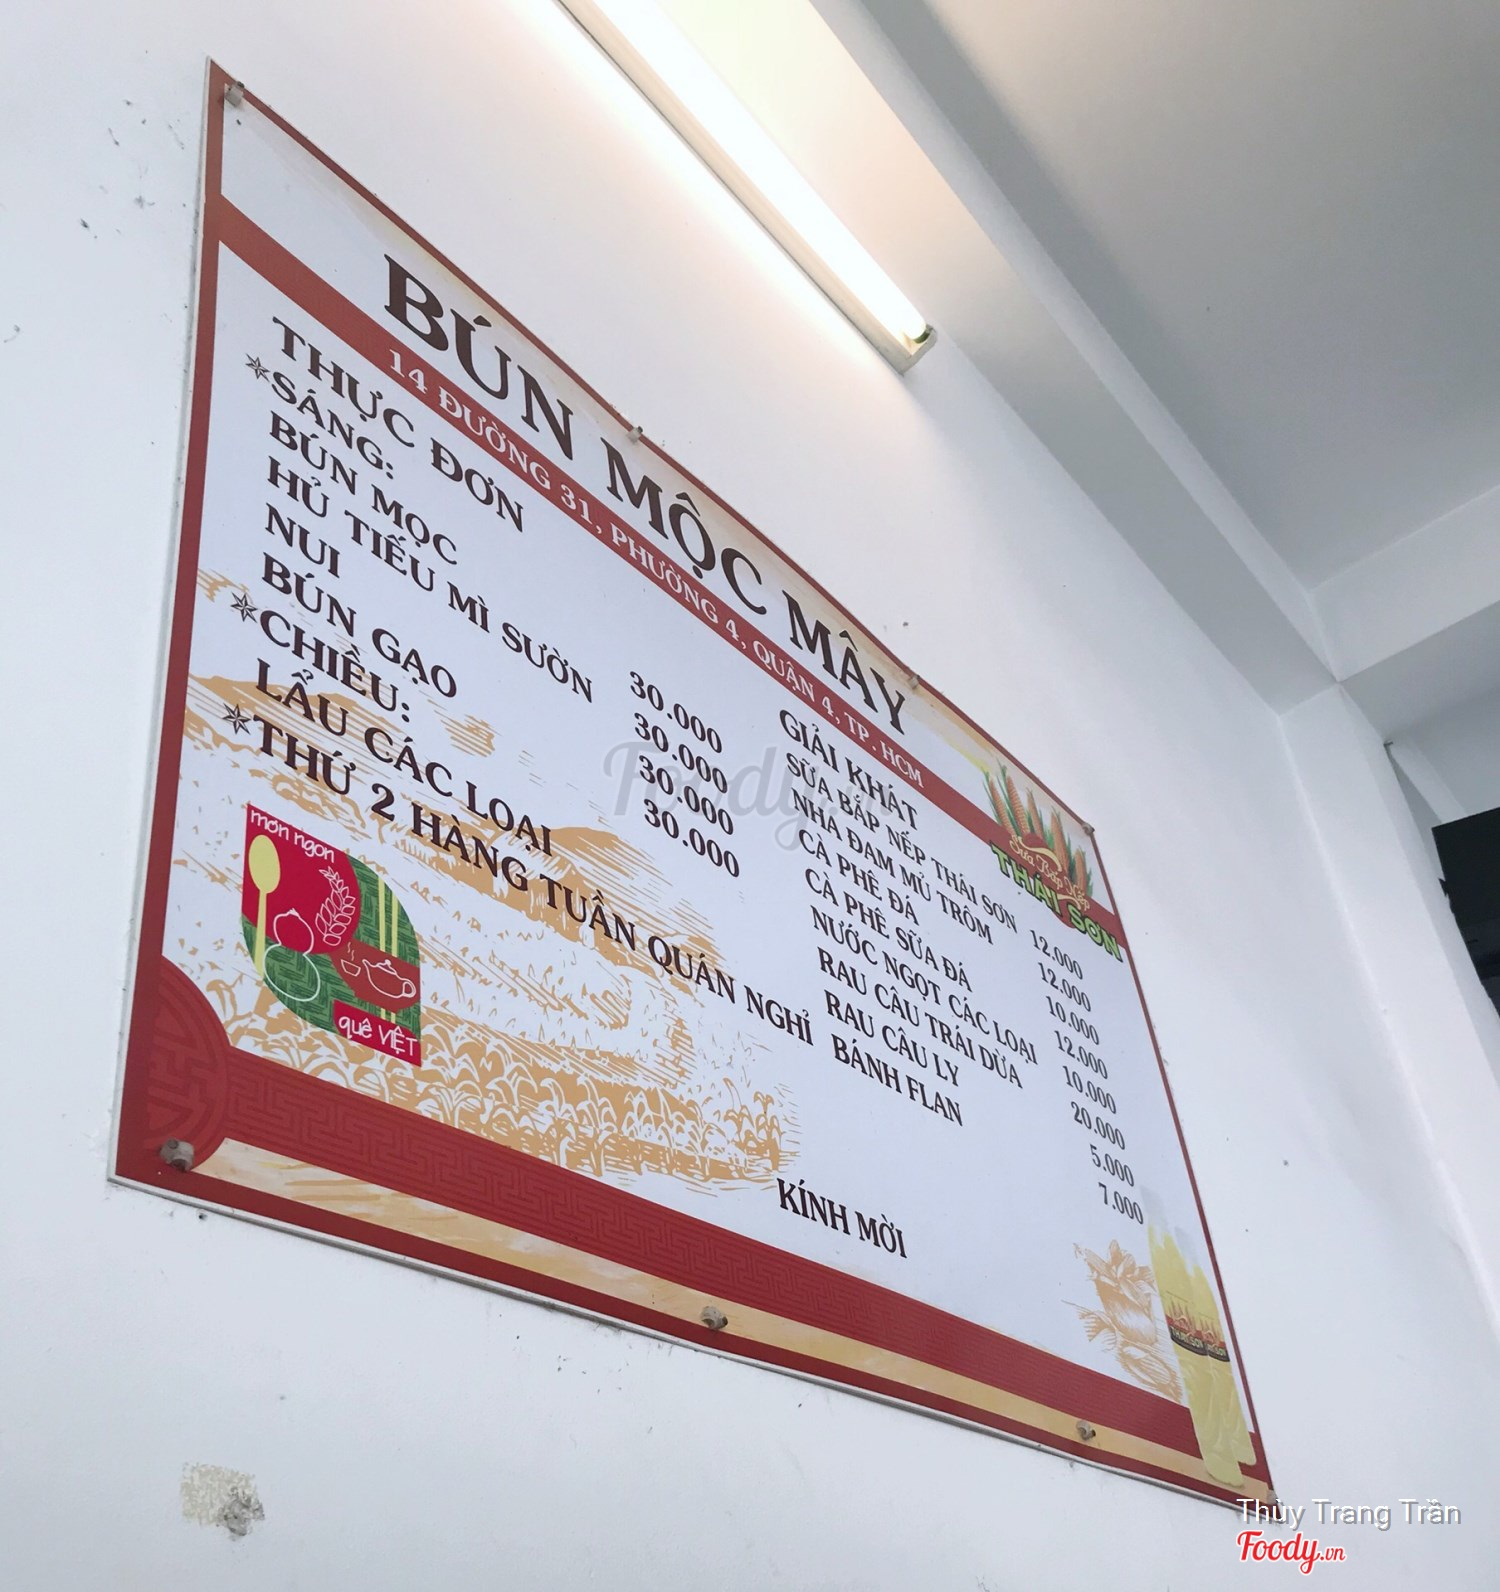 BÚN MỘC MÂY
14 ĐƯỜNG 31, PHƯỜNG 4, QUẬN 4, TP. HCM
THỰC ĐƠN
*SÁNG:
BÚN MỌC 30.000
HỦ TIẾU MÌ SƯỜN 30.000
NUI 30.000
BÚN GẠO 30.000
*CHIỀU:
LẨU CÁC LOẠI
*THỨ 2 HÀNG TUẦN QUÁN NGHỈ
GIẢI KHÁT
SỮA BẮP NẾP THÁI SƠN 12.000
NHA ĐAM MỦ TRÔM 12.000
CÀ PHÊ ĐÁ 10.000
CÀ PHÊ SỮA ĐÁ 12.000
NƯỚC NGỌT CÁC LOẠI 10.000
RAU CÂU TRÁI DỪA 20.000
RAU CÂU LY 5.000
BÁNH FLAN 7.000
KÍNH MỜI
Sữa Bắp Nếp
THÁI SƠN
món ngon
quê VIỆT
Foody.vn
Thủy Trang Trần
Foody.vn